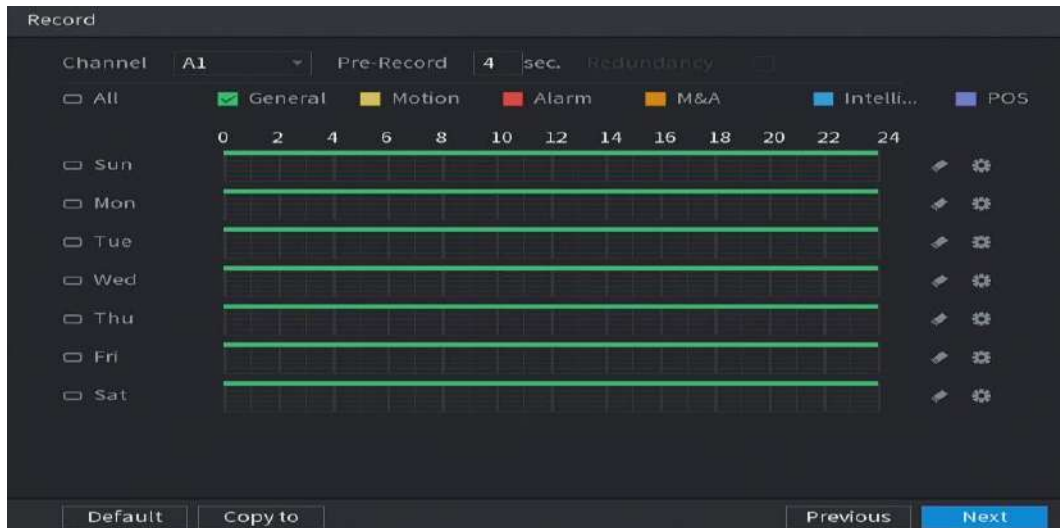 Record
Channel A1 Pre-Record 4 sec. Redundancy
All General Motion Alarm M&A Intelli... POS
0 2 4 6 8 10 12 14 16 18 20 22 24
Sun
Mon
Tue
Wed
Thu
Fri
Sat
Default Copy to Previous Next